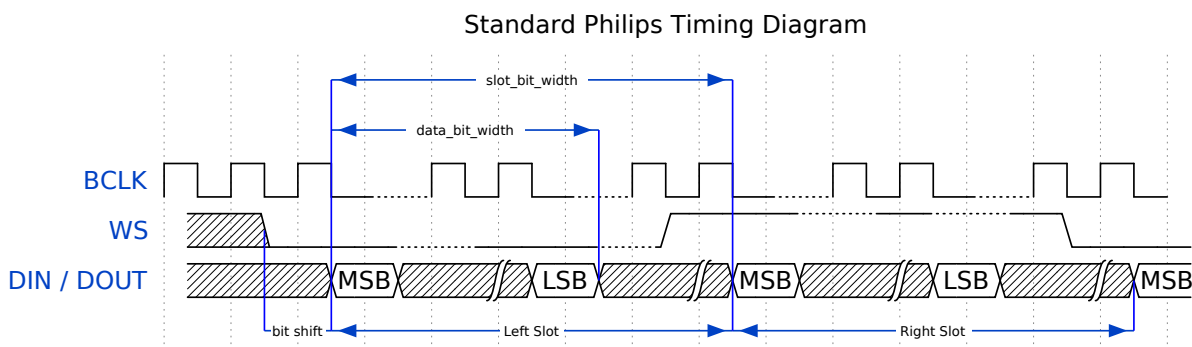 Standard Philips Timing Diagram
slot_bit_width
data_bit_width
BCLK
WS
DIN / DOUT
MSB
LSB
MSB
LSB
MSB
bit shift
Left Slot
Right Slot